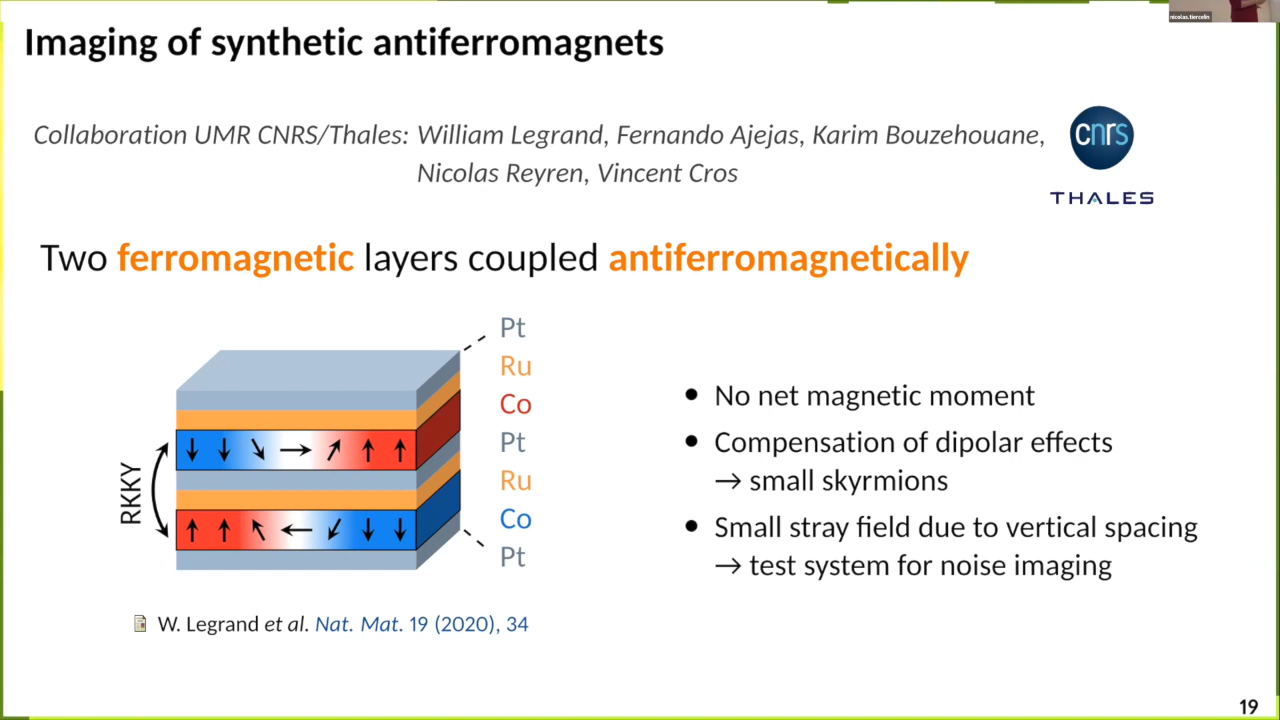 nicolas.tiercelin
Imaging of synthetic antiferromagnets
Collaboration UMR CNRS/Thales: William Legrand, Fernando Ajejas, Karim Bouzehouane,
Nicolas Reyren, Vincent Cros
cnrs
THALES
Two ferromagnetic layers coupled antiferromagnetically
Pt
Ru
Co
Pt
Ru
Co
Pt
RKKY
• No net magnetic moment
• Compensation of dipolar effects
→ small skyrmions
• Small stray field due to vertical spacing
→ test system for noise imaging
W. Legrand et al. Nat. Mat. 19 (2020), 34
19